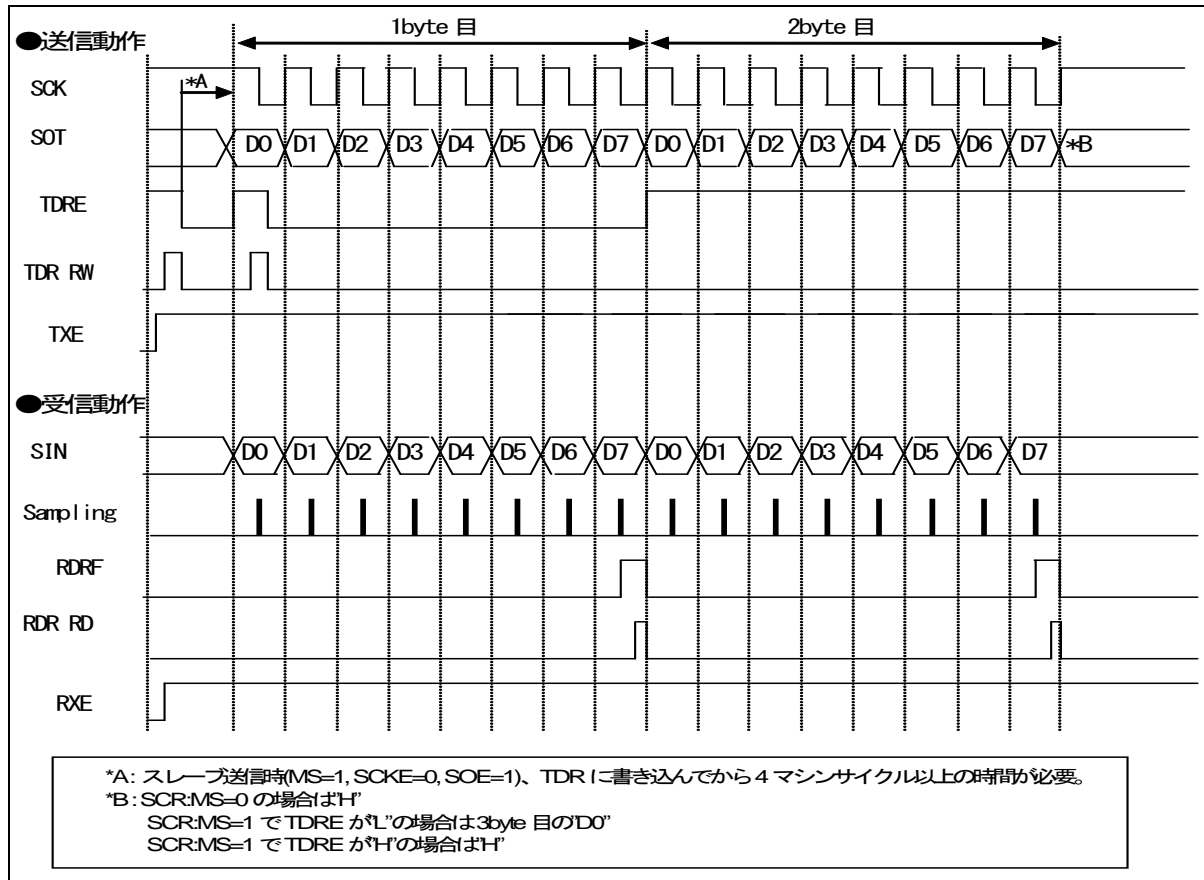 1byte 目 2byte 目
●送信動作
SCK *A
SOT D0 D1 D2 D3 D4 D5 D6 D7 D0 D1 D2 D3 D4 D5 D6 D7 *B
TDRE
TDR RW
TXE
●受信動作
SIN D0 D1 D2 D3 D4 D5 D6 D7 D0 D1 D2 D3 D4 D5 D6 D7
Sampling
RDRF
RDR RD
RXE
*A: スレーブ送信時(MS=1, SCKE=0, SOE=1)、TDR に書き込んでから 4 マシンサイクル以上の時間が必要。
*B: SCR:MS=0 の場合は"H"
SCR:MS=1 で TDRE が"L"の場合は3byte 目の"D0"
SCR:MS=1 で TDRE が"H"の場合は"H"